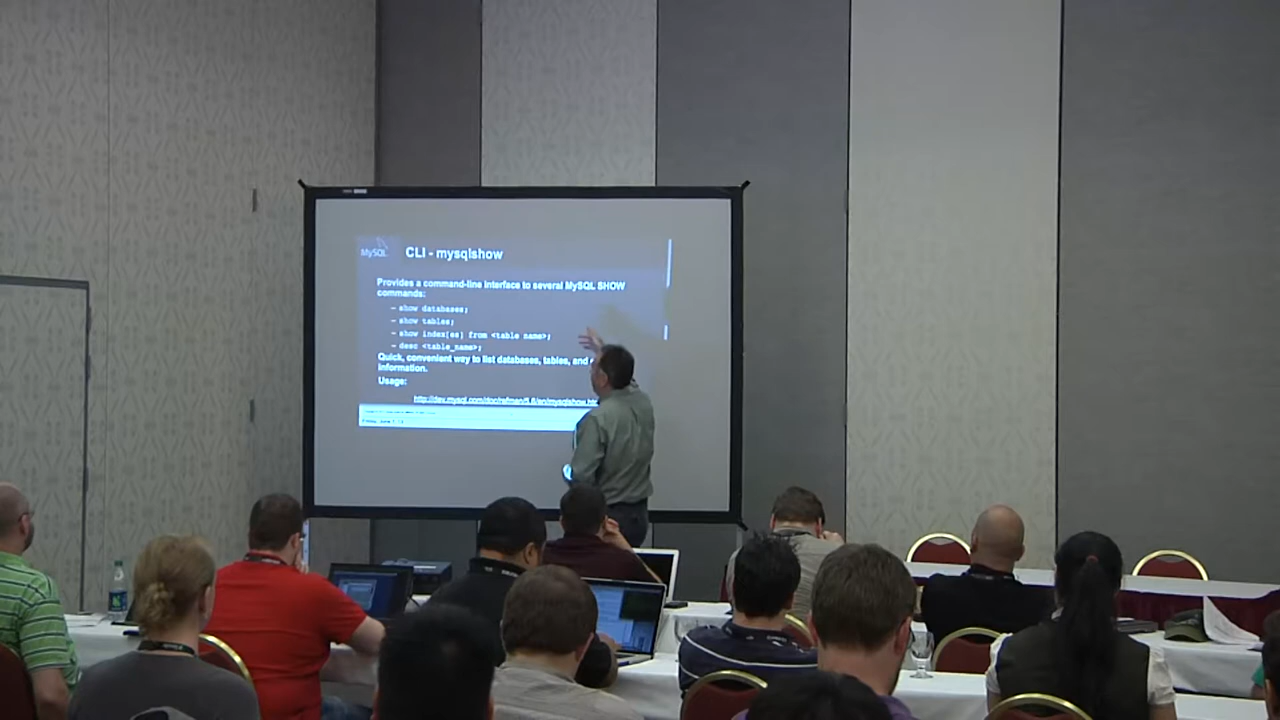 MySQL
CLI - mysqlshow
Provides a command-line interface to several MySQL SHOW
commands:
– show databases;
– show tables;
– show index[es] from <table name>;
– desc <table_name>;
Quick, convenient way to list databases, tables, and
information.
Usage: